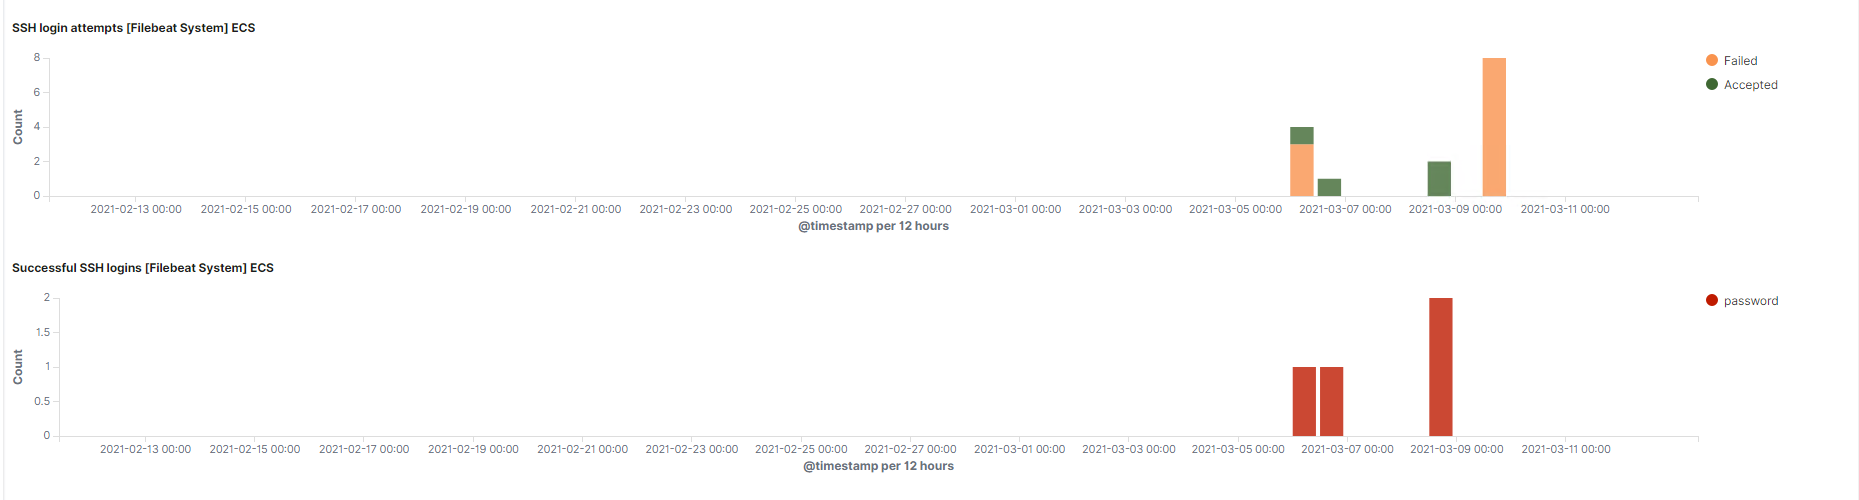 SSH login attempts [Filebeat System] ECS
8
6
4
2
0
Count
2021-02-13 00:00 2021-02-15 00:00 2021-02-17 00:00 2021-02-19 00:00 2021-02-21 00:00 2021-02-23 00:00 2021-02-25 00:00 2021-02-27 00:00 2021-03-01 00:00 2021-03-03 00:00 2021-03-05 00:00 2021-03-07 00:00 2021-03-09 00:00 2021-03-11 00:00
@timestamp per 12 hours
Failed
Accepted
Successful SSH logins [Filebeat System] ECS
2
1.5
1
0.5
0
Count
2021-02-13 00:00 2021-02-15 00:00 2021-02-17 00:00 2021-02-19 00:00 2021-02-21 00:00 2021-02-23 00:00 2021-02-25 00:00 2021-02-27 00:00 2021-03-01 00:00 2021-03-03 00:00 2021-03-05 00:00 2021-03-07 00:00 2021-03-09 00:00 2021-03-11 00:00
@timestamp per 12 hours
password